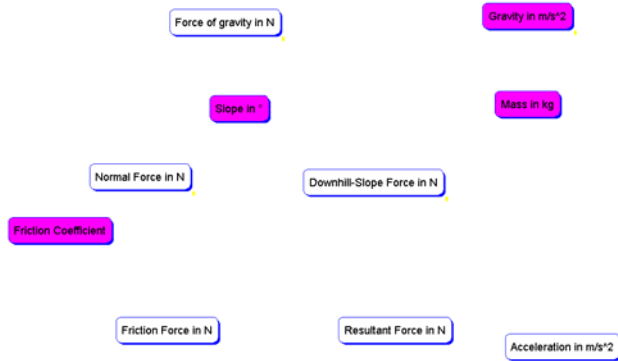 Force of gravity in N
Gravity in m/s^2
Slope in °
Mass in kg
Normal Force in N
Downhill-Slope Force in N
Friction Coefficient
Friction Force in N
Resultant Force in N
Acceleration in m/s^2